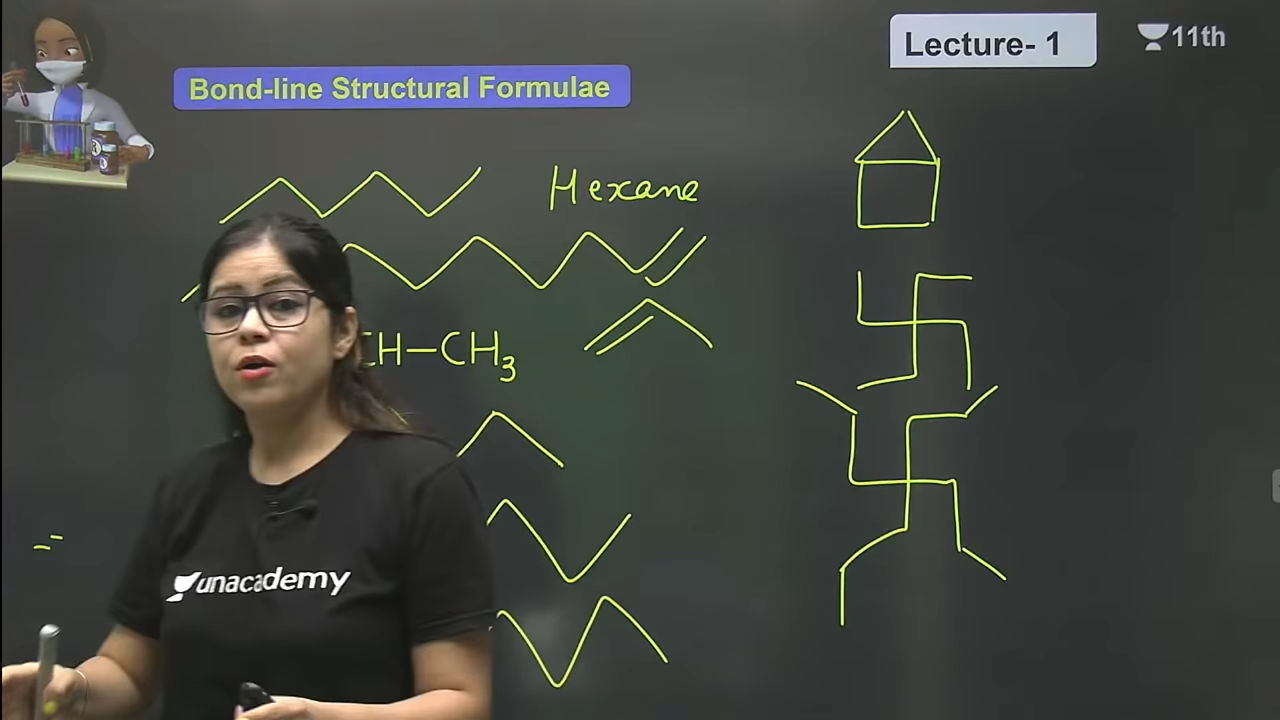 Lecture- 1
11th
Bond-line Structural Formulae
Hexane
CH—CH3
unacademy